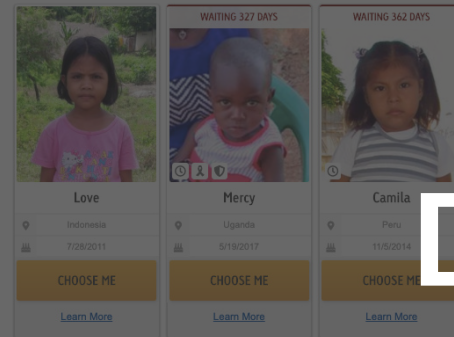 WAITING 327 DAYS
WAITING 362 DAYS
Love
Mercy
Camila
Indonesia
Uganda
Peru
7/28/2011
5/19/2017
11/5/2014
CHOOSE ME
CHOOSE ME
CHOOSE ME
Learn More
Learn More
Learn More